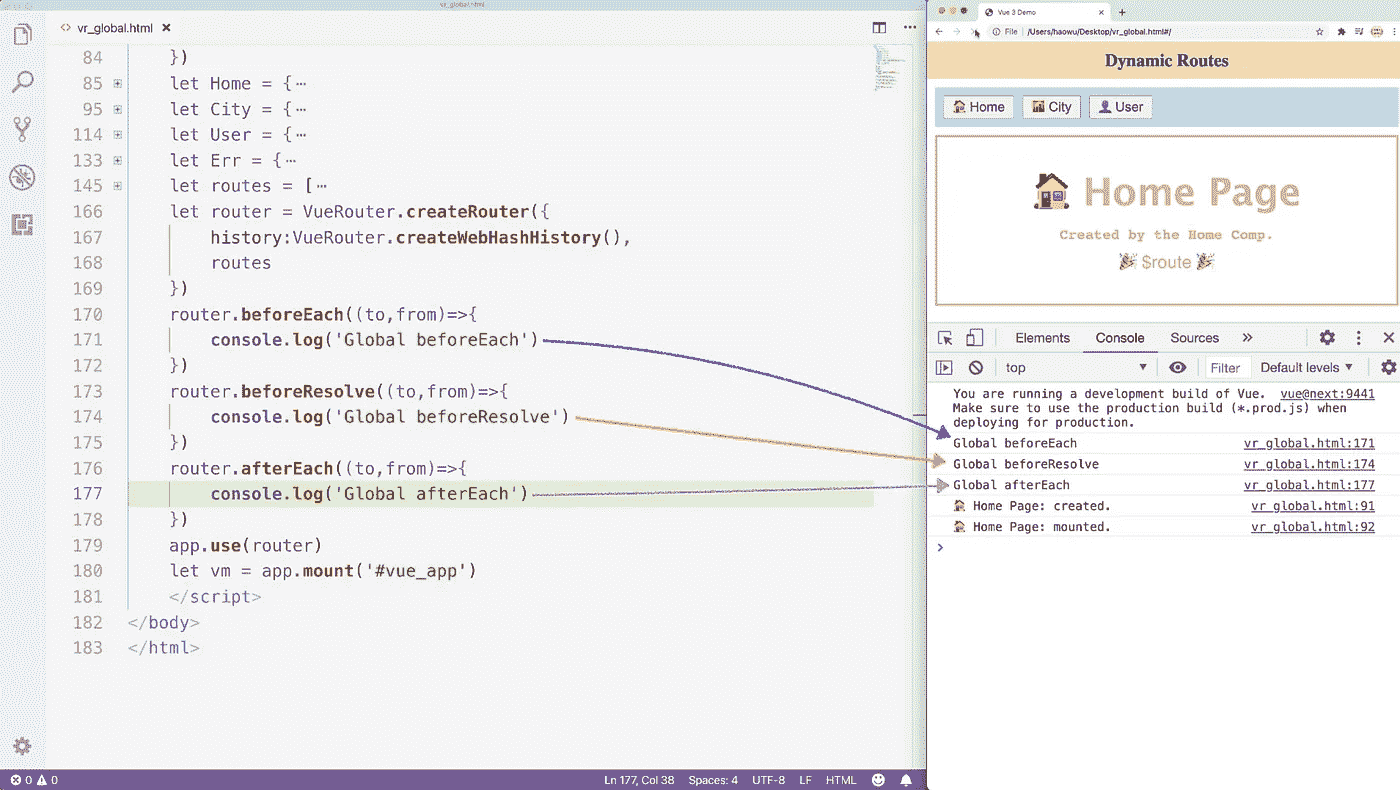 vr_global.html
<> vr_global.html ×
84 })
85 let Home = {⋯
95 let City = {⋯
114 let User = {⋯
133 let Err = {⋯
145 let routes = [⋯
166 let router = VueRouter.createRouter({
167 history:VueRouter.createWebHashHistory(),
168 routes
169 })
170 router.beforeEach((to,from)=>{
171 console.log('Global beforeEach')
172 })
173 router.beforeResolve((to,from)=>{
174 console.log('Global beforeResolve')
175 })
176 router.afterEach((to,from)=>{
177 console.log('Global afterEach')
178 })
179 app.use(router)
180 let vm = app.mount('#vue_app')
181 </script>
182 </body>
183 </html>
0 0 Ln 177, Col 38 Spaces: 4 UTF-8 LF HTML
Vue 3 Demo
File /Users/haowu/Desktop/vr_global.html#/
Dynamic Routes
🏠 Home City 👤 User
🏠 Home Page
Created by the Home Comp.
🎉 $route 🎉
Elements Console Sources »
top Filter Default levels ▼
You are running a development build of Vue. vue@next:9441
Make sure to use the production build (*.prod.js) when
deploying for production.
Global beforeEach vr_global.html:171
Global beforeResolve vr_global.html:174
Global afterEach vr_global.html:177
🏠 Home Page: created. vr_global.html:91
🏠 Home Page: mounted. vr_global.html:92
>